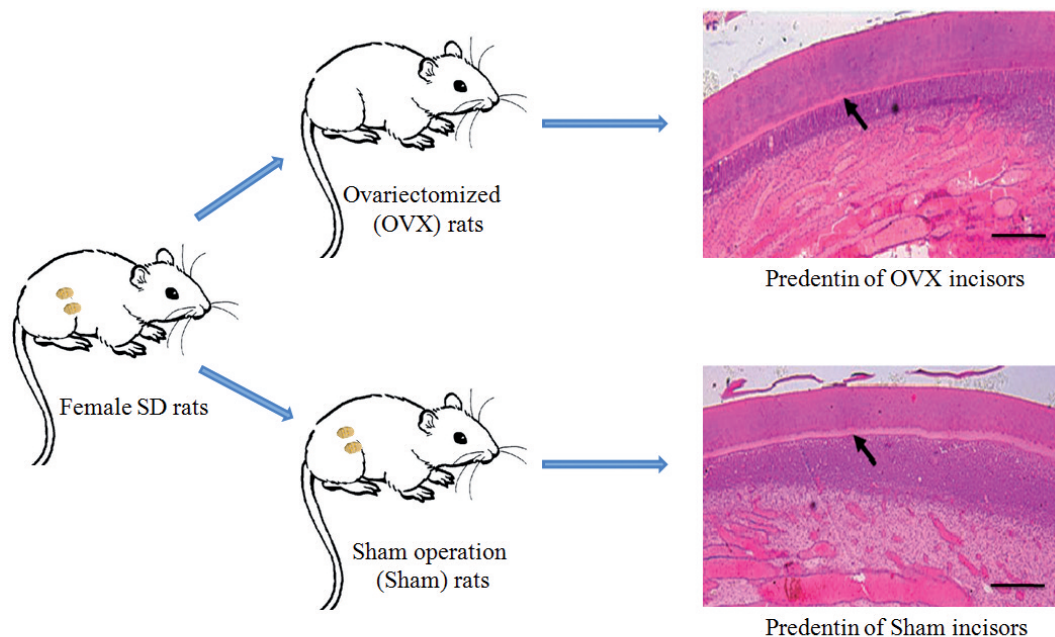 Ovariectomized
(OVX) rats
Predentin of OVX incisors
Female SD rats
Sham operation
(Sham) rats
Predentin of Sham incisors